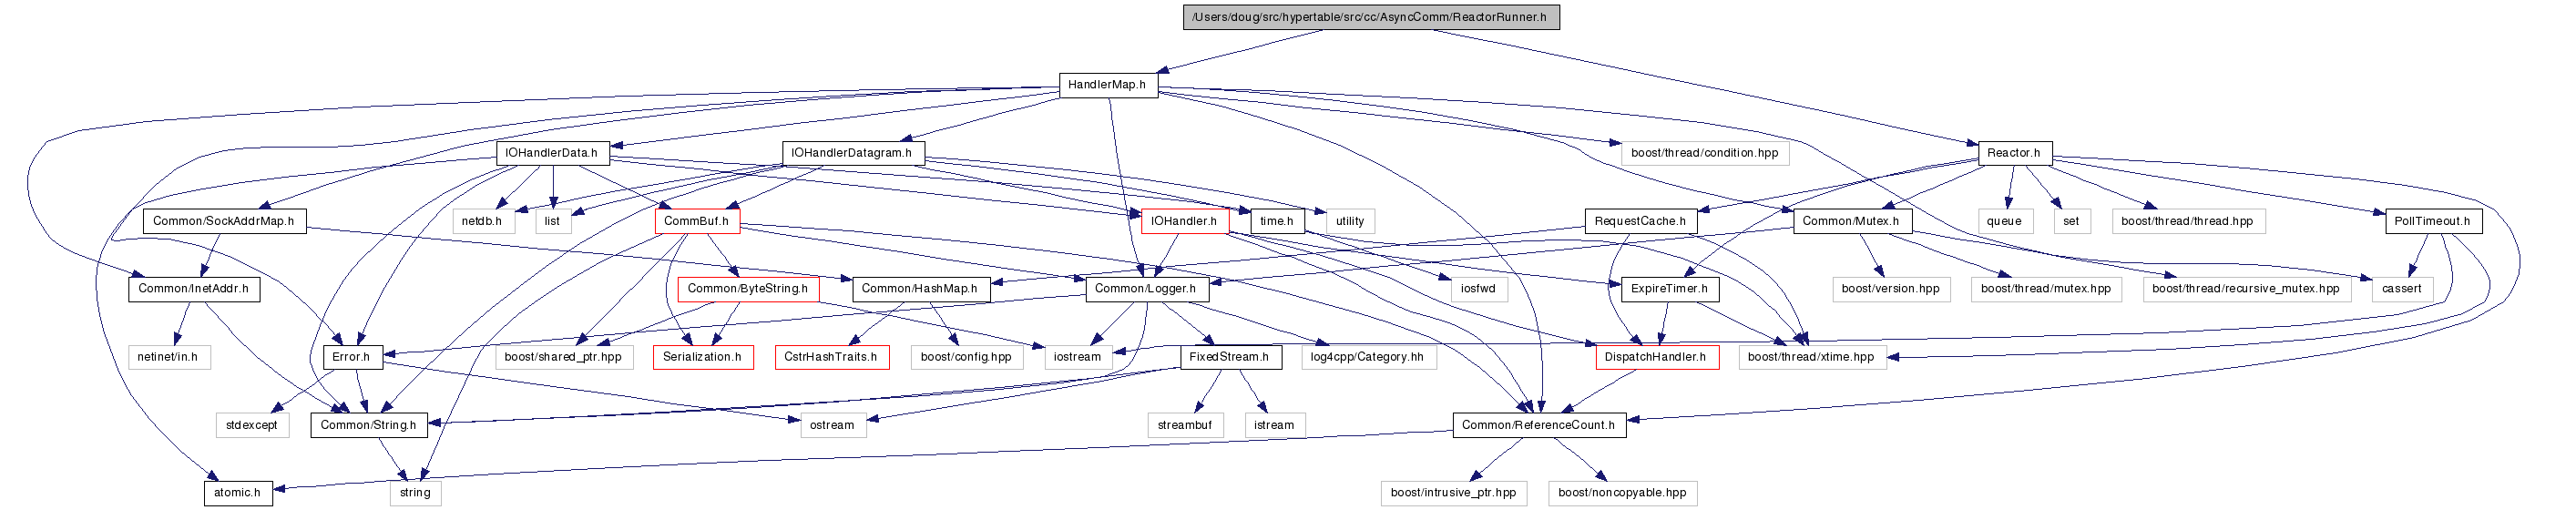 /Users/doug/src/hypertable/src/cc/AsyncComm/ReactorRunner.h
HandlerMap.h
IOHandlerData.h
IOHandlerDatagram.h
boost/thread/condition.hpp
Reactor.h
Common/SockAddrMap.h
netdb.h
list
CommBuf.h
IOHandler.h
time.h
utility
RequestCache.h
Common/Mutex.h
queue
set
boost/thread/thread.hpp
PollTimeout.h
Common/InetAddr.h
Common/ByteString.h
Common/HashMap.h
Common/Logger.h
iosfwd
ExpireTimer.h
boost/version.hpp
boost/thread/mutex.hpp
boost/thread/recursive_mutex.hpp
cassert
netinet/in.h
Error.h
boost/shared_ptr.hpp
Serialization.h
CstrHashTraits.h
boost/config.hpp
iostream
FixedStream.h
log4cpp/Category.hh
DispatchHandler.h
boost/thread/xtime.hpp
stdexcept
Common/String.h
ostream
streambuf
istream
Common/ReferenceCount.h
atomic.h
string
boost/intrusive_ptr.hpp
boost/noncopyable.hpp